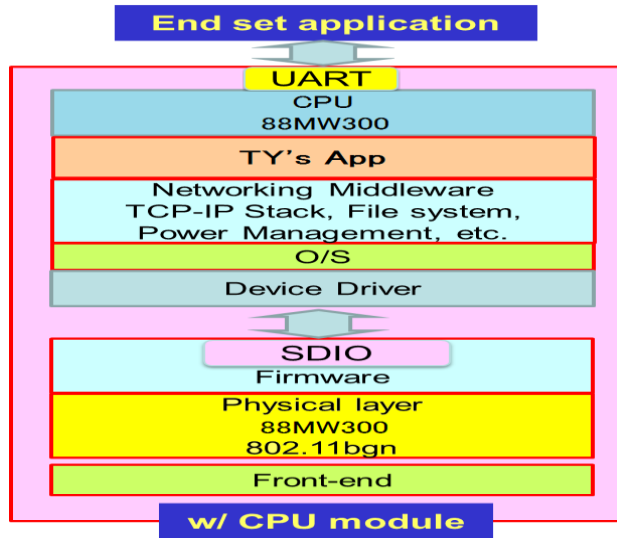 End set application
UART
CPU
88MW300
TY's App
Networking Middleware
TCP-IP Stack, File system,
Power Management, etc.
O/S
Device Driver
SDIO
Firmware
Physical layer
88MW300
802.11bgn
Front-end
w/ CPU module